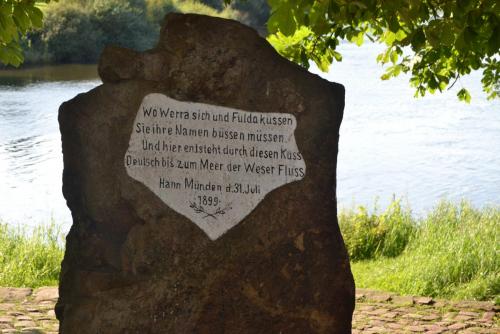 Wo Werra sich und Fulda küssen
Sie ihre Namen büssen müssen.
Und hier entsteht durch diesen Kuss
Deutsch bis zum Meer der Weser Fluss.
Hann. Münden d. 31. Juli
1899.